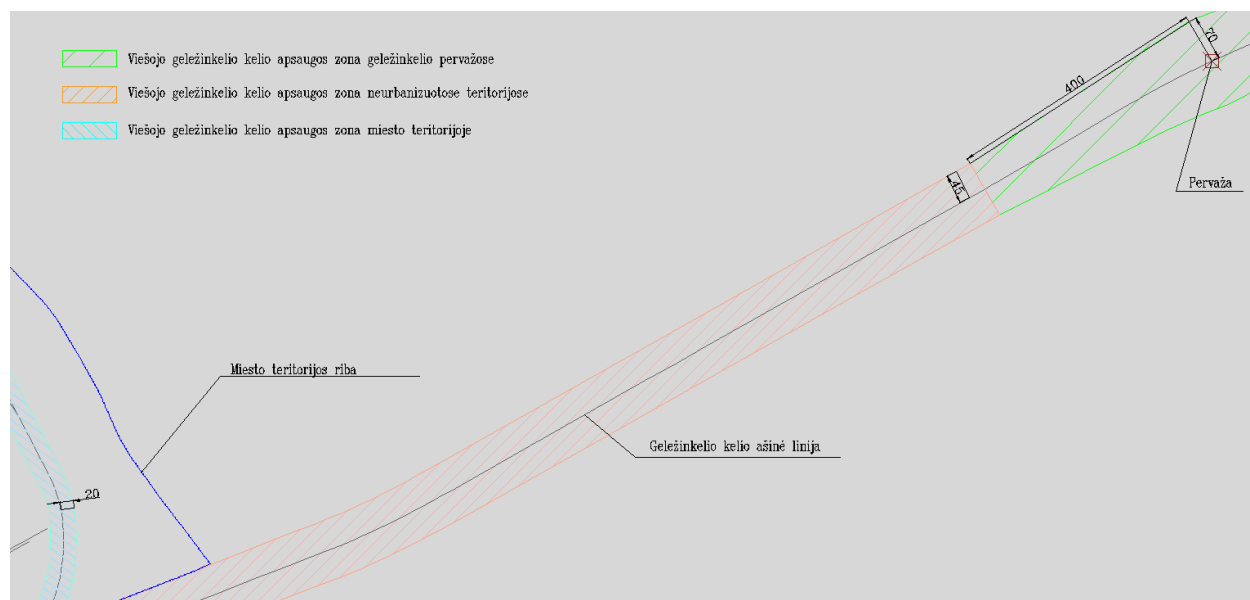 Viešojo geležinkelio kelio apsaugos zona geležinkelio pervažose
Viešojo geležinkelio kelio apsaugos zona neurbanizuotose teritorijose
Viešojo geležinkelio kelio apsaugos zona miesto teritorijoje
70
400
45
Pervaža
Miesto teritorijos riba
Geležinkelio kelio ašinė linija
20